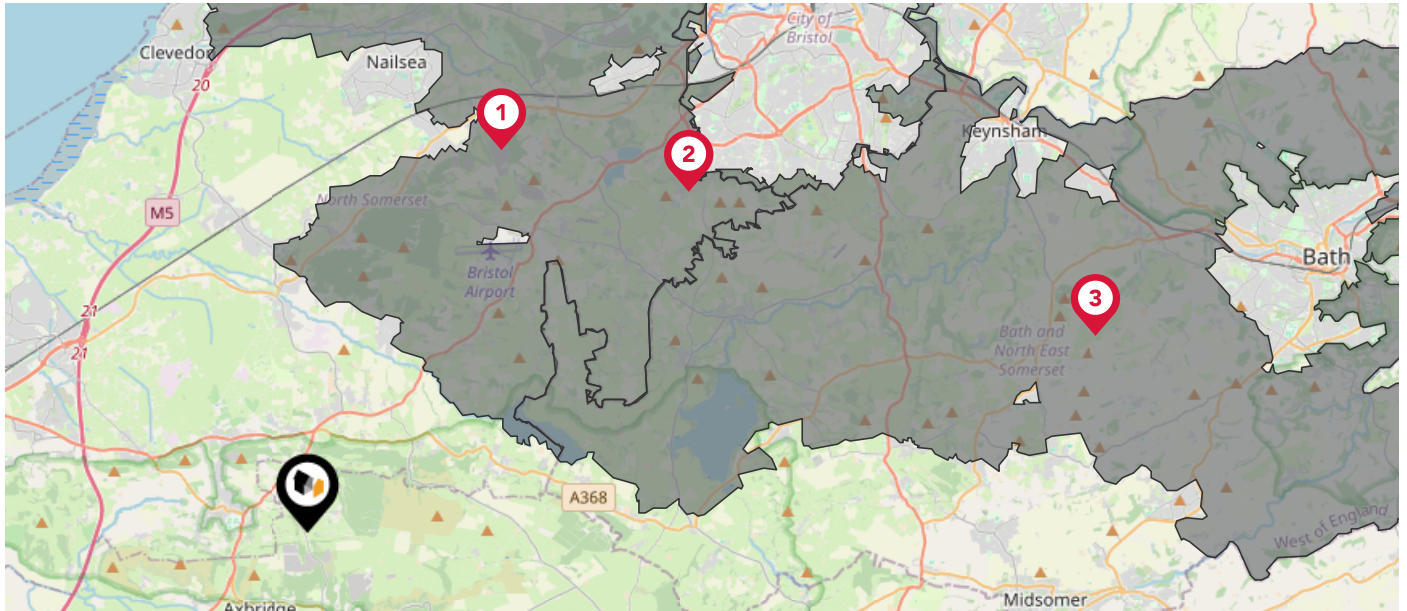 City of
Bristol
Clevedon
Nailsea
20
1
Keynsham
2
North Somerset
M5
Bath
Bristol
Airport
3
21
21
Bath and
North East
Somerset
A368
West of England
Axbridge
Midsomer